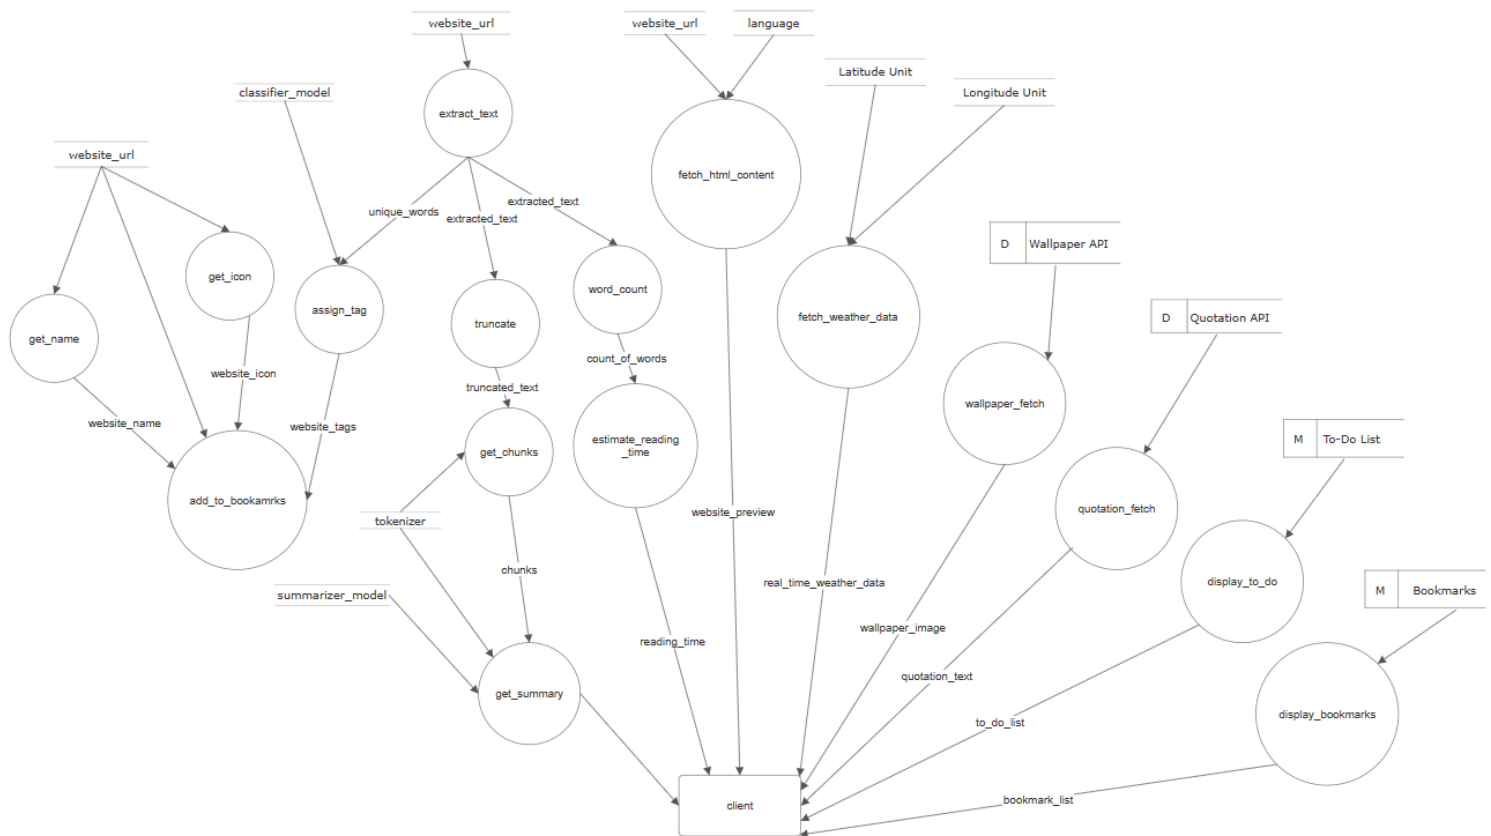 website_url
website_url
language
Latitude Unit
Longitude Unit
classifier_model
extract_text
website_url
fetch_html_content
extracted_text
unique_words
extracted_text
D
Wallpaper API
get_icon
word_count
assign_tag
truncate
fetch_weather_data
D
Quotation API
get_name
count_of_words
website_icon
truncated_text
wallpaper_fetch
website_name
website_tags
estimate_reading
_time
get_chunks
M
To-Do List
add_to_bookamrks
tokenizer
website_preview
quotation_fetch
chunks
real_time_weather_data
display_to_do
summarizer_model
M
Bookmarks
reading_time
wallpaper_image
quotation_text
get_summary
to_do_list
display_bookmarks
client
bookmark_list